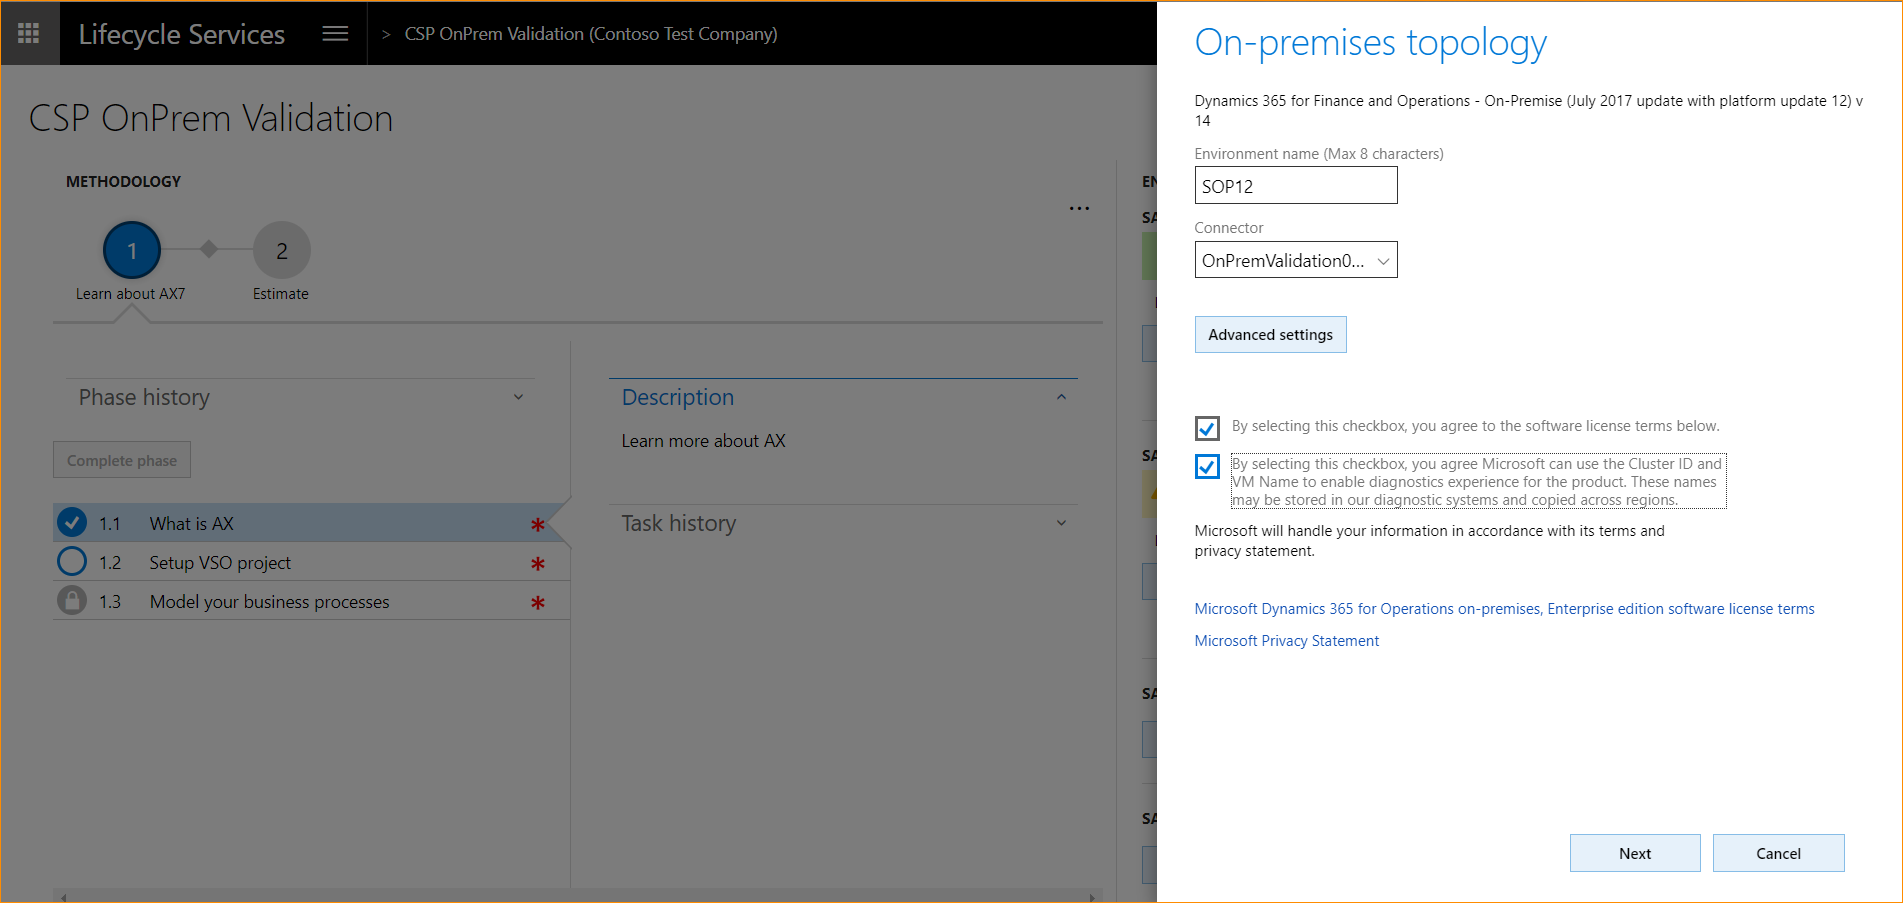 Lifecycle Services
> CSP OnPrem Validation (Contoso Test Company)
CSP OnPrem Validation
METHODOLOGY
...
1
2
Learn about AX7
Estimate
Phase history
Complete phase
1.1 What is AX *
1.2 Setup VSO project *
1.3 Model your business processes *
Description
Learn more about AX
Task history
On-premises topology
Dynamics 365 for Finance and Operations - On-Premise (July 2017 update with platform update 12) v
14
Environment name (Max 8 characters)
SOP12
Connector
OnPremValidation0...
Advanced settings
By selecting this checkbox, you agree to the software license terms below.
By selecting this checkbox, you agree Microsoft can use the Cluster ID and
VM Name to enable diagnostics experience for the product. These names
may be stored in our diagnostic systems and copied across regions.
Microsoft will handle your information in accordance with its terms and
privacy statement.
Microsoft Dynamics 365 for Operations on-premises, Enterprise edition software license terms
Microsoft Privacy Statement
Next
Cancel